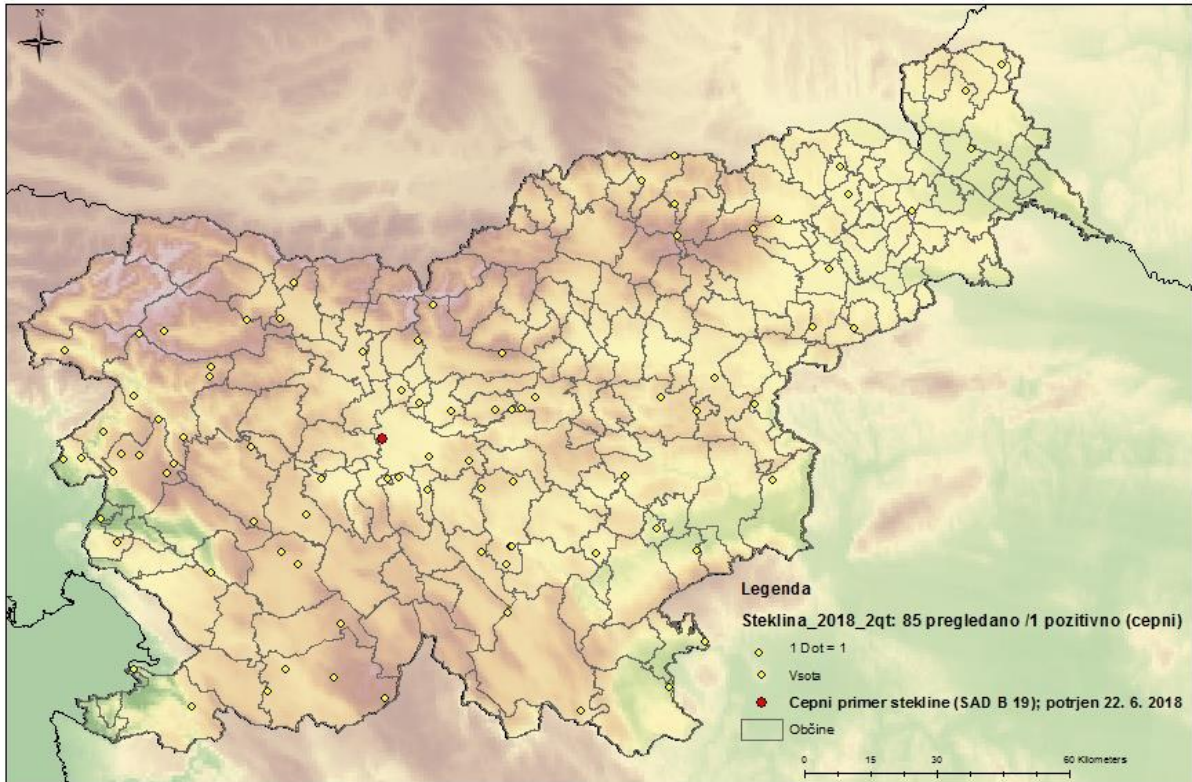 N
Legenda
Steklina_2018_2qt: 85 pregledano /1 pozitivno (cepni)
1 Dot = 1
Vsota
Cepni primer stekline (SAD B 19); potrjen 22. 6. 2018
Občine
0 15 30 60 Kilometers